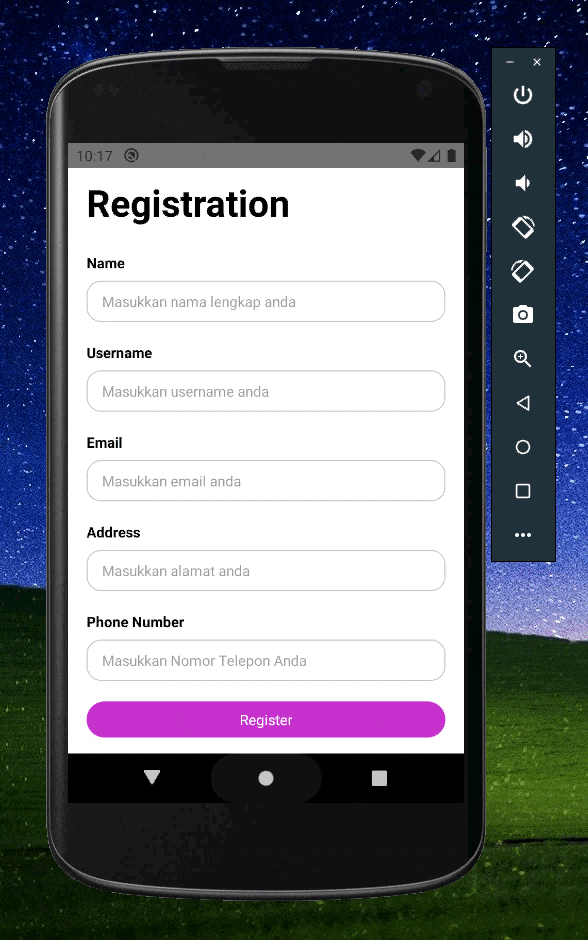 10:17
Registration
Name
Masukkan nama lengkap anda
Username
Masukkan username anda
Email
Masukkan email anda
Address
Masukkan alamat anda
Phone Number
Masukkan Nomor Telepon Anda
Register